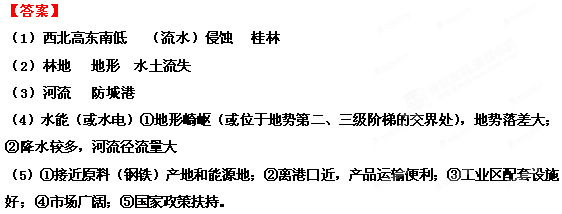 【答案】
（1）西北高东南低　（流水）侵蚀　桂林
（2）林地　地形　水土流失
（3）河流　防城港
（4）水能（或水电）①地形崎岖（或位于地势第二、三级阶梯的交界处），地势落差大；
②降水较多，河流径流量大
（5）①接近原料（钢铁）产地和能源地；②离港口近，产品运输便利；③工业区配套设施
好；④市场广阔；⑤国家政策扶持。